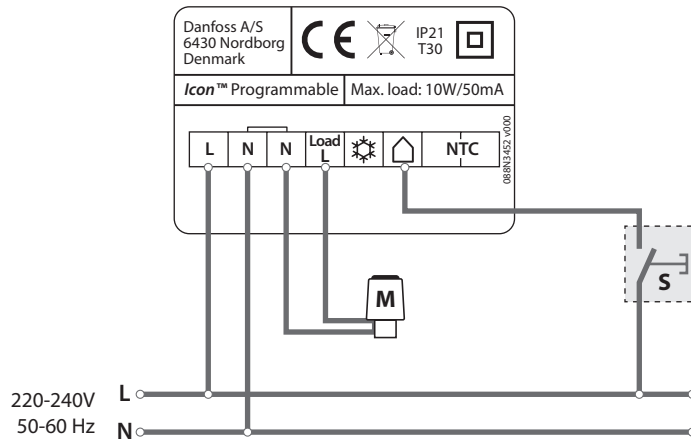 Danfoss A/S
6430 Nordborg
Denmark
CE
IP21
T30
Icon™ Programmable
Max. load: 10W/50mA
L N N Load L NTC
088N3452 v000
M
S
220-240V L
50-60 Hz N